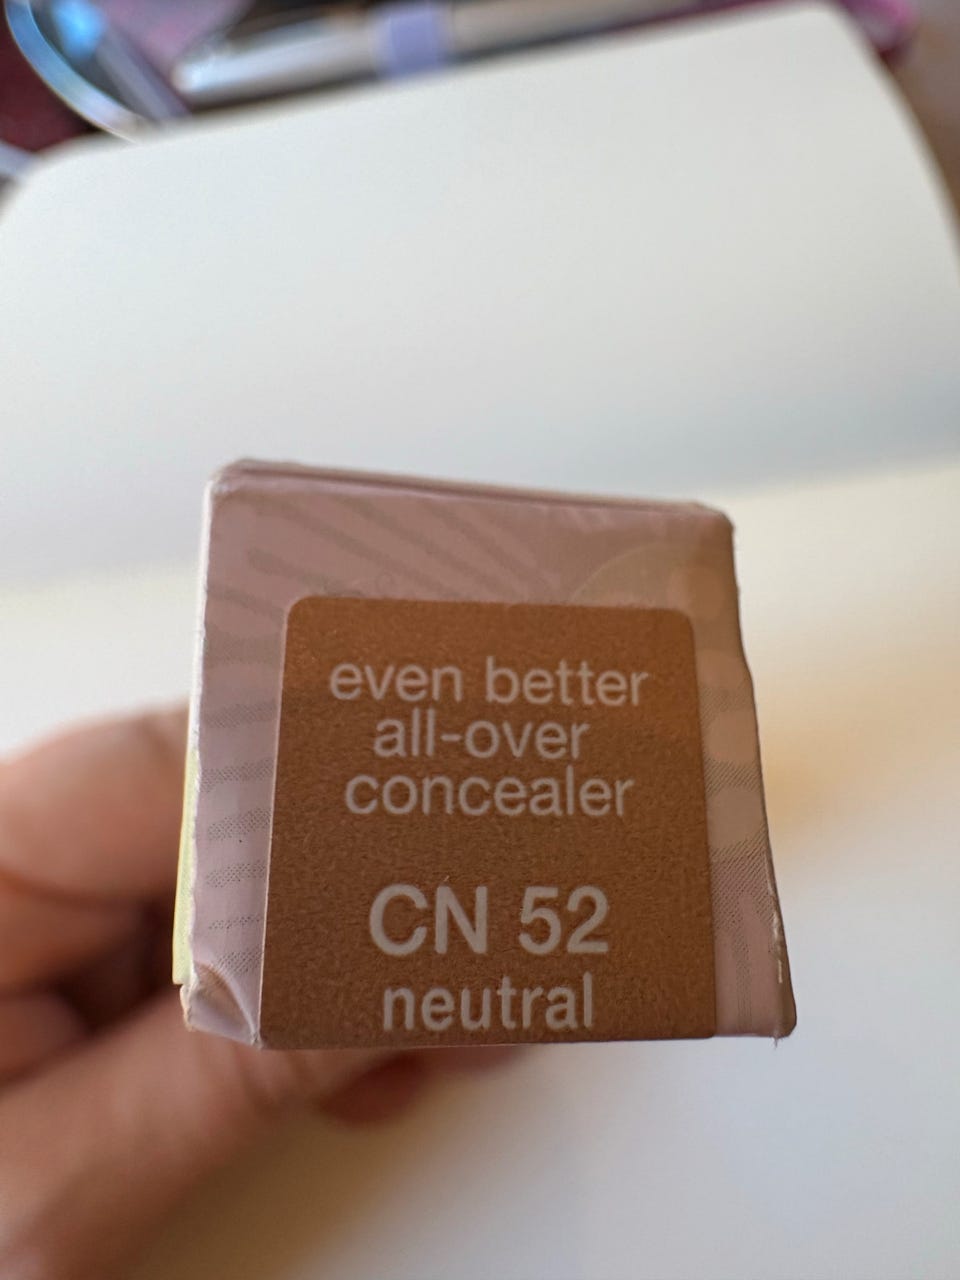 even better
all-over
concealer
CN 52
neutral